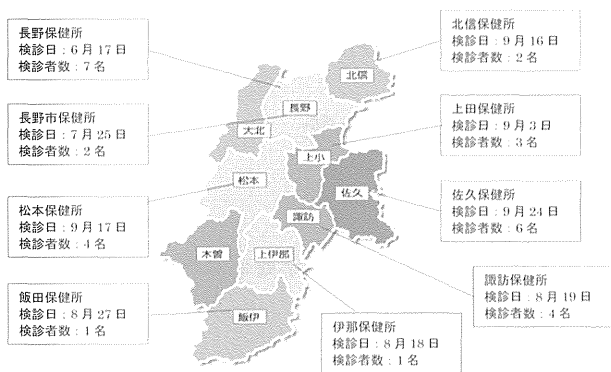 長野保健所
検診日：6月17日
検診者数：7名
長野市保健所
検診日：7月25日
検診者数：2名
松本保健所
検診日：9月17日
検診者数：4名
飯田保健所
検診日：8月27日
検診者数：1名
北信
長野
大北
上小
松本
佐久
諏訪
木曽
上伊那
飯伊
北信保健所
検診日：9月16日
検診者数：2名
上田保健所
検診日：9月3日
検診者数：3名
佐久保健所
検診日：9月24日
検診者数：6名
諏訪保健所
検診日：8月19日
検診者数：4名
伊那保健所
検診日：8月18日
検診者数：1名